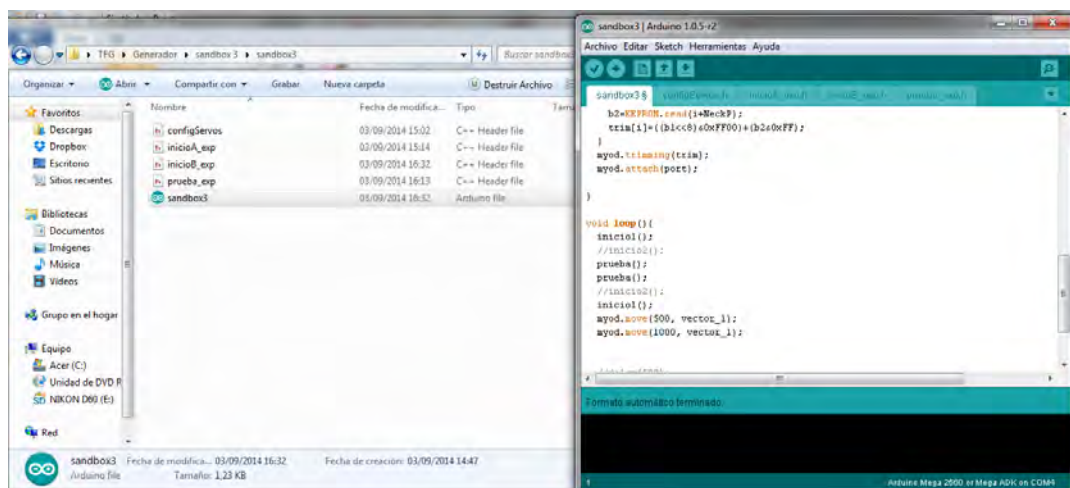 TFG ▸ Generador ▸ sandbox 3 ▸ sandbox3
Buscar sandbox3
Organizar
Abrir
Compartir con
Grabar
Nueva carpeta
Destruir Archivo
Favoritos
Descargas
Dropbox
Escritorio
Sitios recientes
Bibliotecas
Documentos
Imágenes
Música
Vídeos
Grupo en el hogar
Equipo
Acer (C:)
Unidad de DVD R
NIKON D80 (E:)
Red
Nombre Fecha de modifica... Tipo
configServos 03/09/2014 15:02 C++ Header file
inicioA_exp 03/09/2014 15:14 C++ Header file
inicioB_exp 03/09/2014 16:32 C++ Header file
prueba_exp 03/09/2014 16:13 C++ Header file
sandbox3 03/09/2014 16:32 Arduino file
sandbox3 Fecha de modifica... 03/09/2014 16:32 Fecha de creación: 03/09/2014 14:47
Arduino file Tamaño: 1,23 KB
sandbox3 | Arduino 1.0.5-r2
Archivo Editar Sketch Herramientas Ayuda
sandbox3 §
b2=EEPROM.read(i+NeckP);
trim[i]=((b1<<8)&0xFF00)+(b2&0xFF);
}
myod.trimming(trim);
myod.attach(port);
}
void loop(){
inicio1();
//inicio2();
prueba();
prueba();
//inicio2();
inicio1();
myod.move(500, vector_1);
myod.move(1000, vector_1);
Formato automático terminado.
1
Arduino Mega 2560 or Mega ADK on COM4